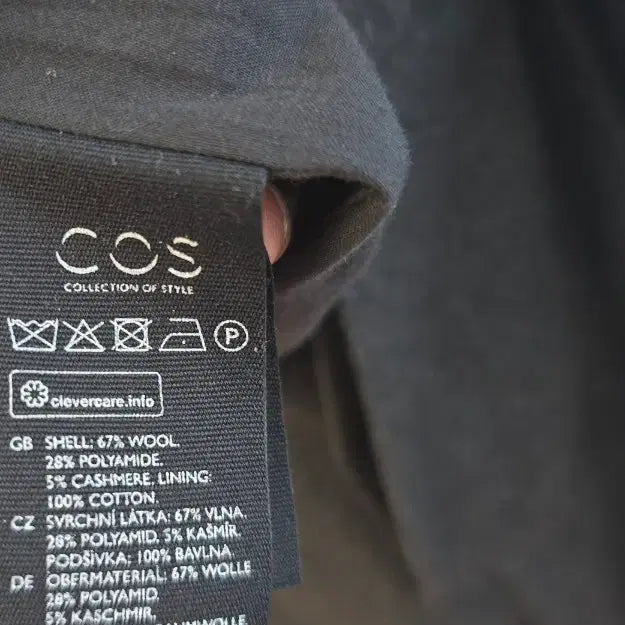 COS
COLLECTION OF STYLE
P
clevercare.info
GB SHELL: 67% WOOL,
28% POLYAMIDE,
5% CASHMERE, LINING:
100% COTTON,
CZ SVRCHNÍ LÁTKA: 67% VLNA,
28% POLYAMID, 5% KAŠMÍR,
PODŠÍVKA: 100% BAVLNA
DE OBERMATERIAL: 67% WOLLE
28% POLYAMID,
5% KASCHMIR,